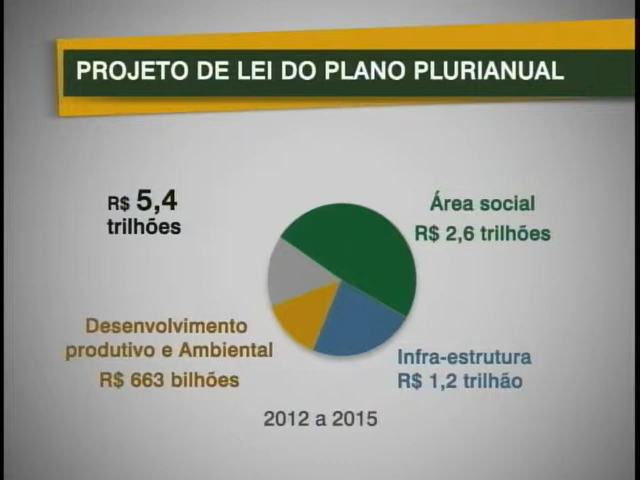 PROJETO DE LEI DO PLANO PLURIANUAL
R$ 5,4
trilhões
Área social
R$ 2,6 trilhões
Desenvolvimento
produtivo e Ambiental
R$ 663 bilhões
Infra-estrutura
R$ 1,2 trilhão
2012 a 2015